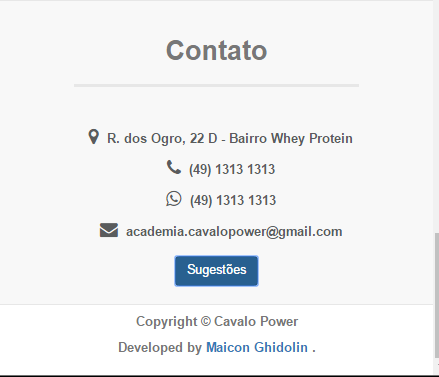 Contato
R. dos Ogro, 22 D - Bairro Whey Protein
(49) 1313 1313
(49) 1313 1313
academia.cavalopower@gmail.com
Sugestões
Copyright © Cavalo Power
Developed by Maicon Ghidolin .